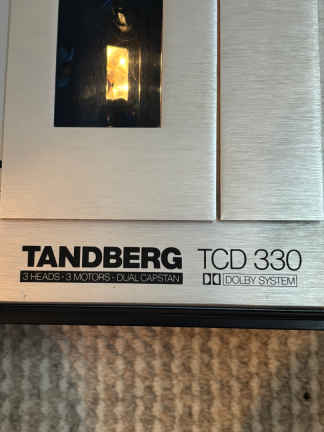 TANDBERG TCD 330
3 HEADS · 3 MOTORS · DUAL CAPSTAN DOLBY SYSTEM